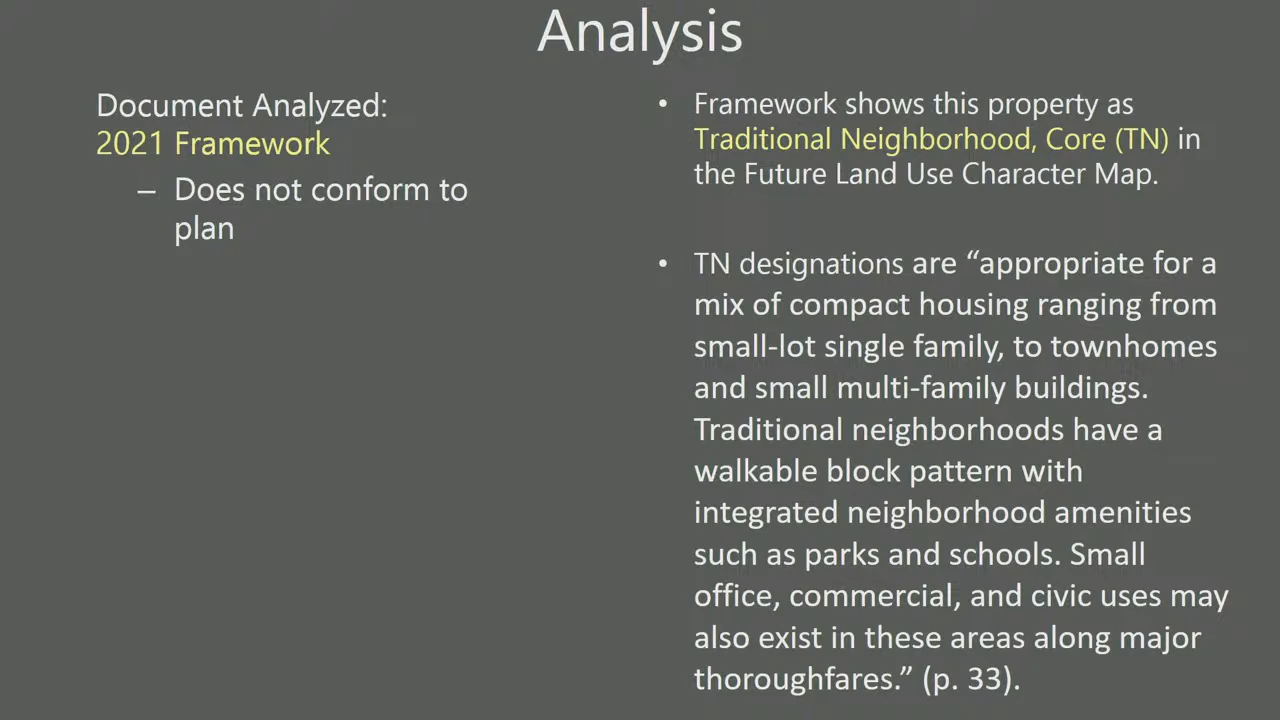 Analysis
Document Analyzed:
2021 Framework
– Does not conform to
plan
• Framework shows this property as
Traditional Neighborhood, Core (TN) in
the Future Land Use Character Map.
• TN designations are “appropriate for a
mix of compact housing ranging from
small-lot single family, to townhomes
and small multi-family buildings.
Traditional neighborhoods have a
walkable block pattern with
integrated neighborhood amenities
such as parks and schools. Small
office, commercial, and civic uses may
also exist in these areas along major
thoroughfares.” (p. 33).